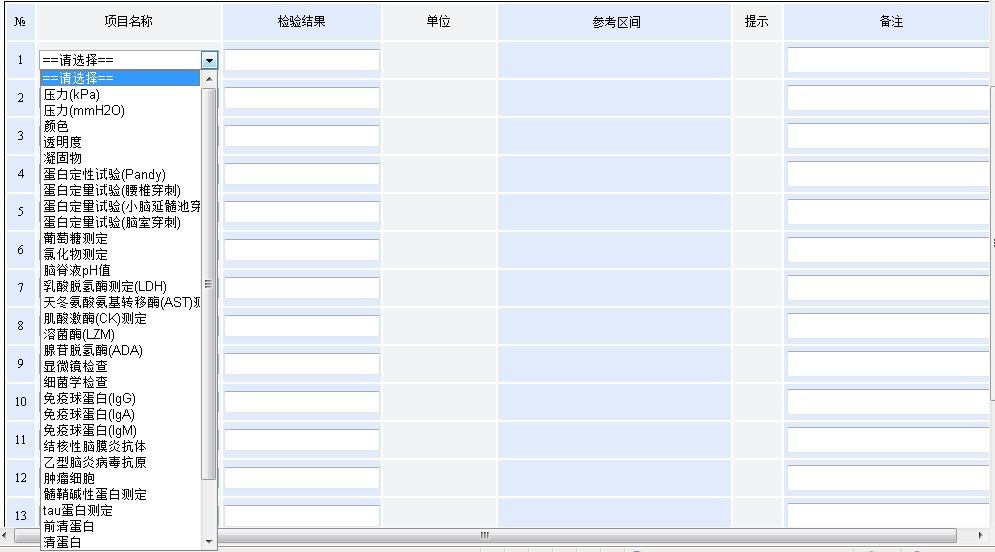 № 项目名称 检验结果 单位 参考区间 提示 备注
1 ==请选择==
==请选择==
2 压力(kPa)
压力(mmH2O)
3 颜色
透明度
凝固物
4 蛋白定性试验(Pandy)
蛋白定量试验(腰椎穿刺)
5 蛋白定量试验(小脑延髓池穿
蛋白定量试验(脑室穿刺)
6 葡萄糖测定
氯化物测定
脑脊液pH值
7 乳酸脱氢酶测定(LDH)
天冬氨酸氨基转移酶(AST)测
8 肌酸激酶(CK)测定
溶菌酶(LZM)
腺苷脱氢酶(ADA)
9 显微镜检查
细菌学检查
10 免疫球蛋白(IgG)
免疫球蛋白(IgA)
11 免疫球蛋白(IgM)
结核性脑膜炎抗体
乙型脑炎病毒抗原
12 肿瘤细胞
髓鞘碱性蛋白测定
13 tau蛋白测定
前清蛋白
清蛋白